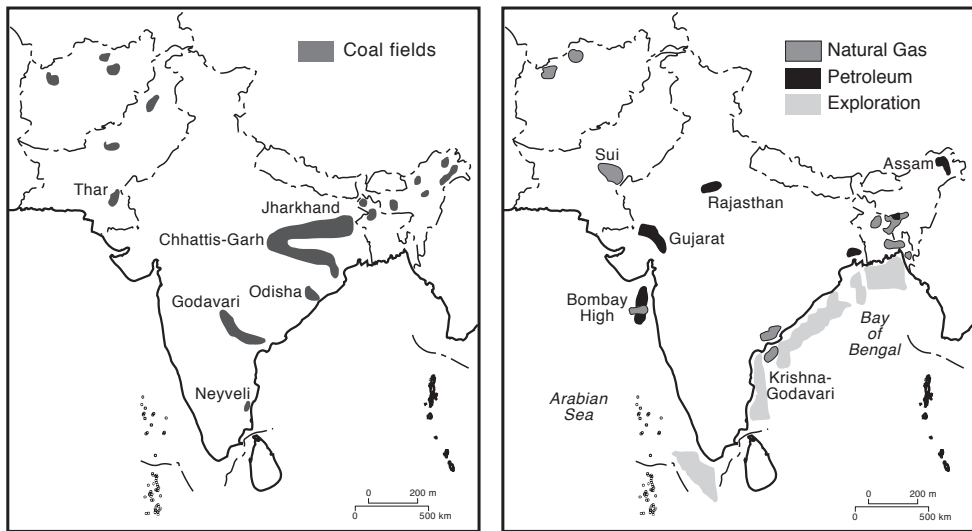 Coal fields
Thar
Jharkhand
Chhattis-Garh
Odisha
Godavari
Neyveli
0 200 m
0 500 km
Natural Gas
Petroleum
Exploration
Sui
Assam
Rajasthan
Gujarat
Bombay
High
Bay
of
Bengal
Krishna-
Godavari
Arabian
Sea
0 200 m
0 500 km